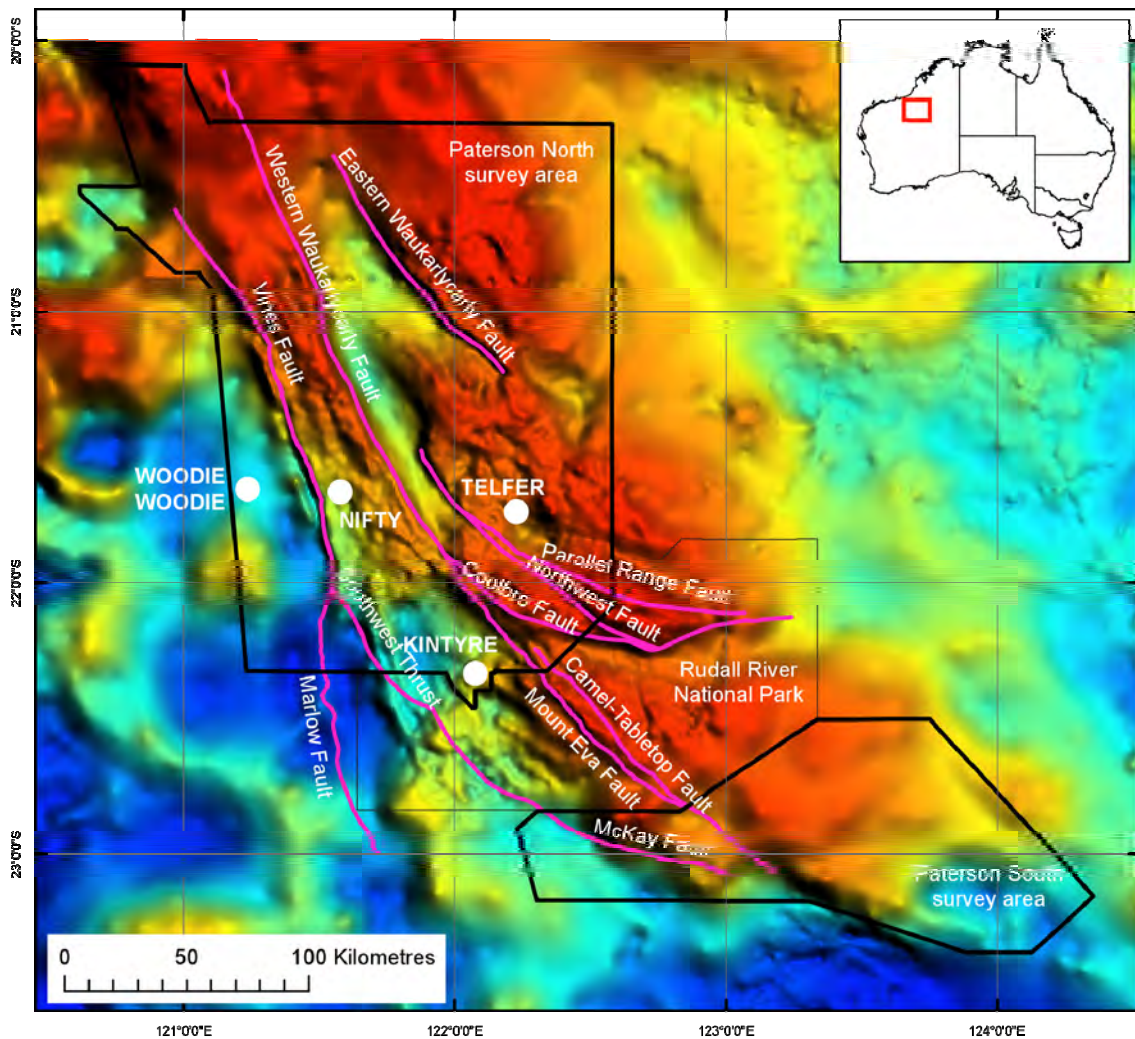 20°0'0"S
21°0'0"S
22°0'0"S
23°0'0"S
Paterson North
survey area
Eastern Waukarlycarly Fault
Western Waukarlycarly Fault
Vines Fault
WOODIE
WOODIE
NIFTY
TELFER
Parallel Range Fault
Northwest Fault
Coolbro Fault
Southwest Thrust
KINTYRE
Camel-Tabletop Fault
Rudall River
National Park
Mount Eva Fault
Marlow Fault
McKay Fault
Paterson South
survey area
0 50 100 Kilometres
121°0'0"E
122°0'0"E
123°0'0"E
124°0'0"E